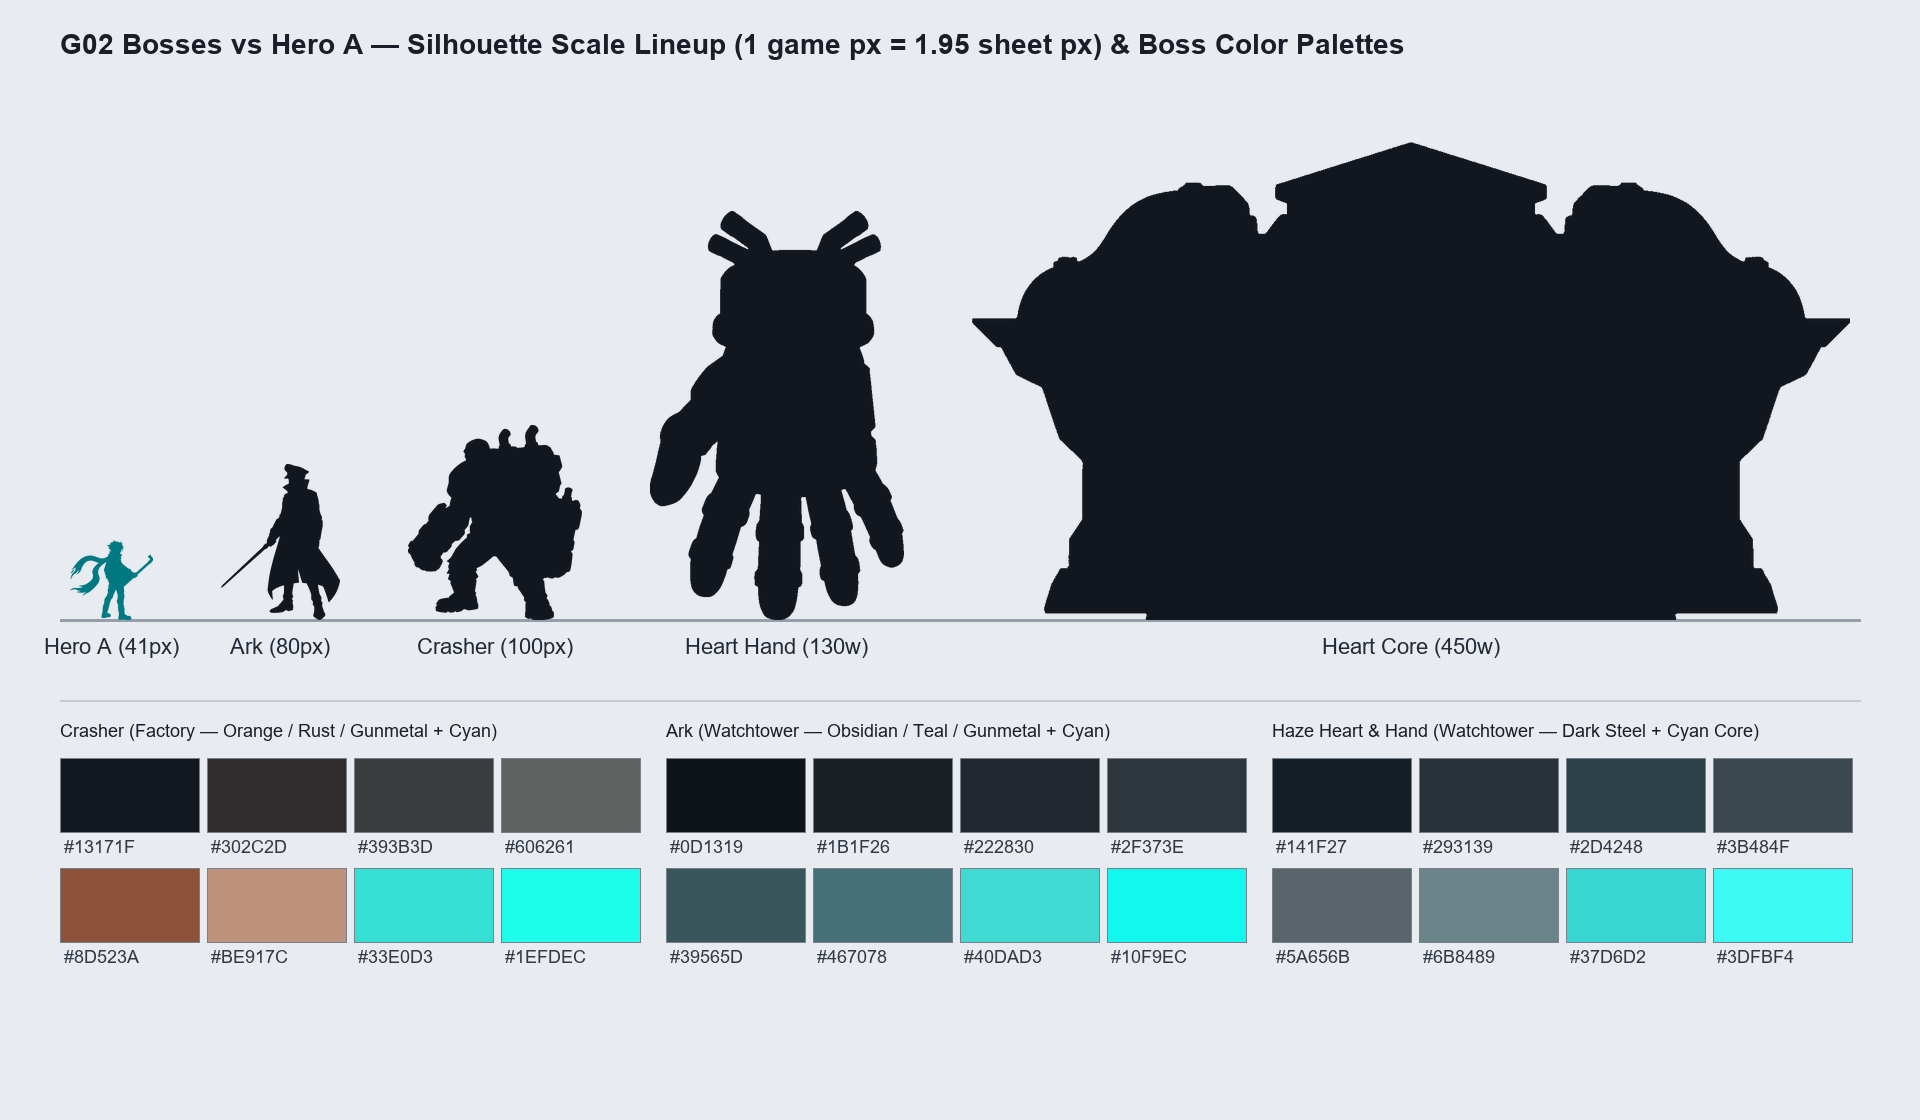 G02 Bosses vs Hero A — Silhouette Scale Lineup (1 game px = 1.95 sheet px) & Boss Color Palettes
Hero A (41px)
Ark (80px)
Crasher (100px)
Heart Hand (130w)
Heart Core (450w)
Crasher (Factory — Orange / Rust / Gunmetal + Cyan)
#13171F
#302C2D
#393B3D
#606261
#8D523A
#BE917C
#33E0D3
#1EFDEC
Ark (Watchtower — Obsidian / Teal / Gunmetal + Cyan)
#0D1319
#1B1F26
#222830
#2F373E
#39565D
#467078
#40DAD3
#10F9EC
Haze Heart & Hand (Watchtower — Dark Steel + Cyan Core)
#141F27
#293139
#2D4248
#3B484F
#5A656B
#6B8489
#37D6D2
#3DFBF4